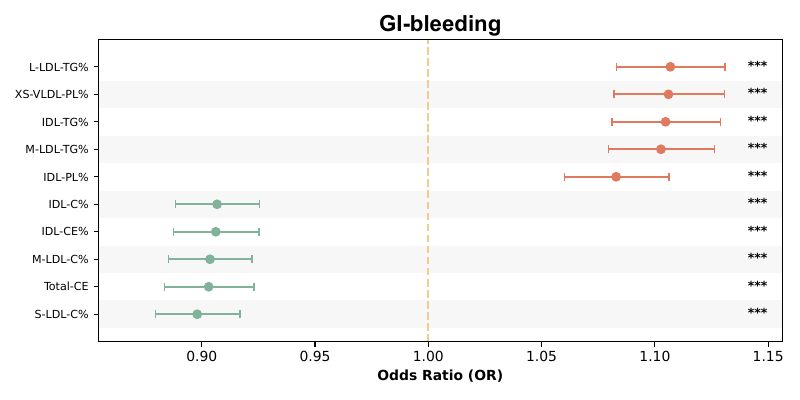 GI-bleeding
L-LDL-TG% ***
XS-VLDL-PL% ***
IDL-TG% ***
M-LDL-TG% ***
IDL-PL% ***
IDL-C% ***
IDL-CE% ***
M-LDL-C% ***
Total-CE ***
S-LDL-C% ***
0.90 0.95 1.00 1.05 1.10 1.15
Odds Ratio (OR)